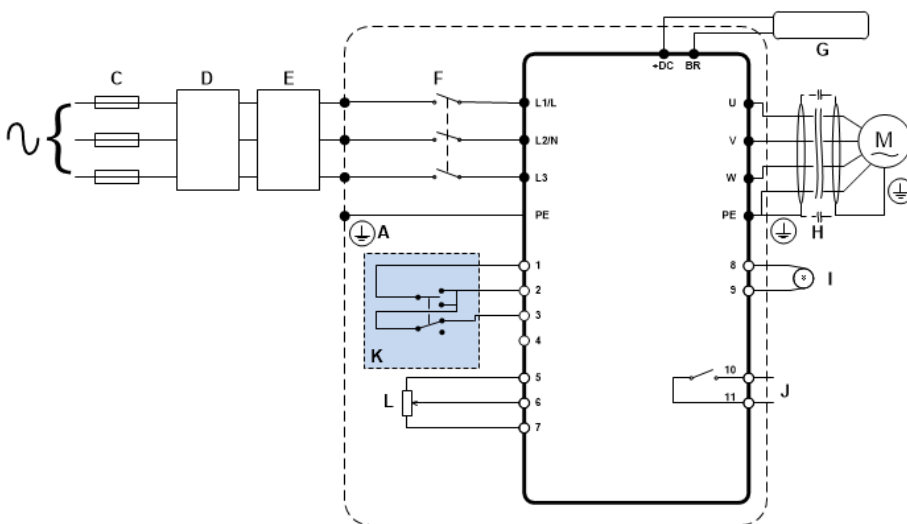 G
+DC BR
C D E F
L1/L U
L2/N V M
L3 W
PE PE
A H
1 8
2 9 I
3
4
K
5 10
L 6 11 J
7